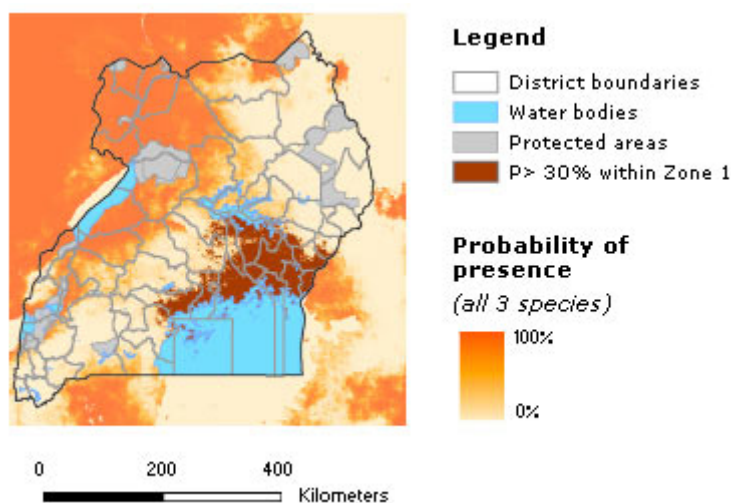 Legend
District boundaries
Water bodies
Protected areas
P> 30% within Zone 1
Probability of
presence
(all 3 species)
100%
0%
0 200 400
Kilometers